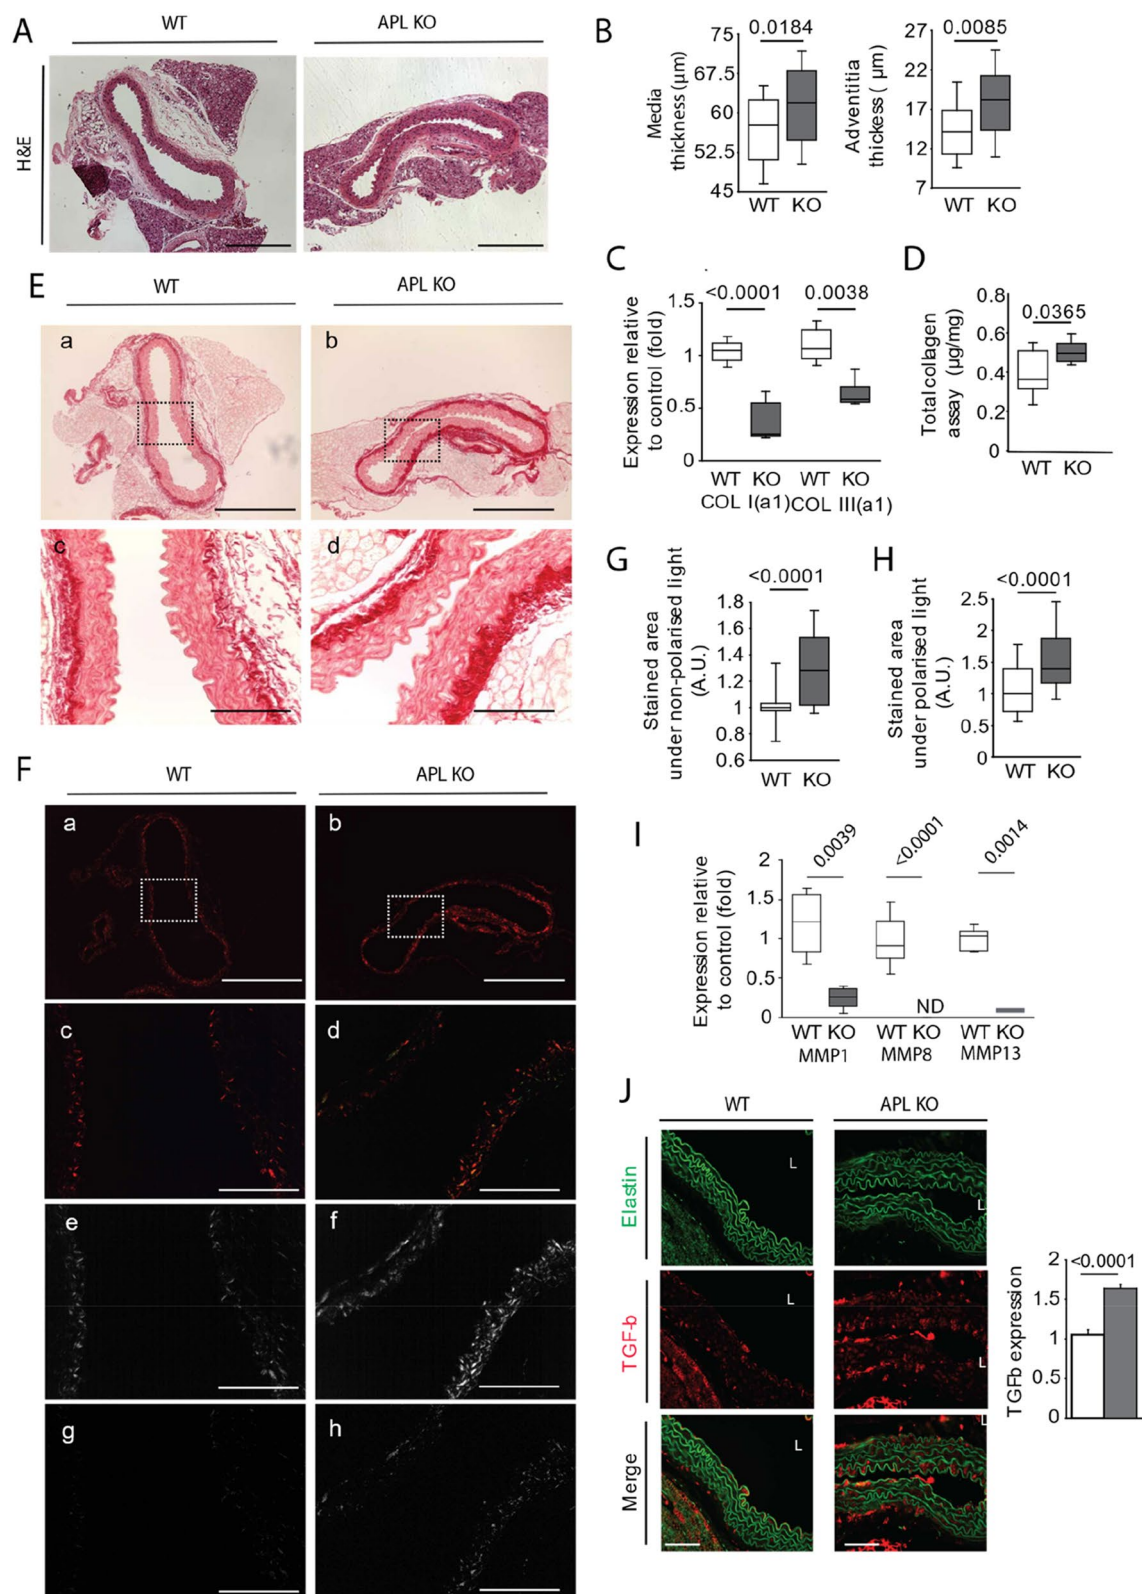 A
WT
APL KO
H&E
B
Media
thickness (μm)
75
67.5
60
52.5
45
0.0184
WT KO
Adventitia
thickess ( μm)
27
22
17
12
7
0.0085
WT KO
C
Expression relative
to control (fold)
1.5
1
0.5
0
<0.0001
0.0038
WT KO WT KO
COL I(a1) COL III(a1)
D
Total collagen
assay (μg/mg)
0.8
0.6
0.4
0.2
0
0.0365
WT KO
E
WT
APL KO
a
b
c
d
F
WT
APL KO
a
b
c
d
e
f
g
h
G
Stained area
under non-polarised light
(A.U.)
1.8
1.6
1.4
1.2
1
0.8
0.6
<0.0001
WT KO
H
Stained area
under polarised light
(A.U.)
2.5
2
1.5
1
0.5
0
<0.0001
WT KO
I
Expression relative
to control (fold)
2
1.5
1
0.5
0
0.0039
<0.0001
0.0014
ND
WT KO WT KO WT KO
MMP1 MMP8 MMP13
J
WT
APL KO
Elastin
L
L
TGF-b
L
L
Merge
L
L
TGFb expression
2
1.5
1
0.5
0
<0.0001